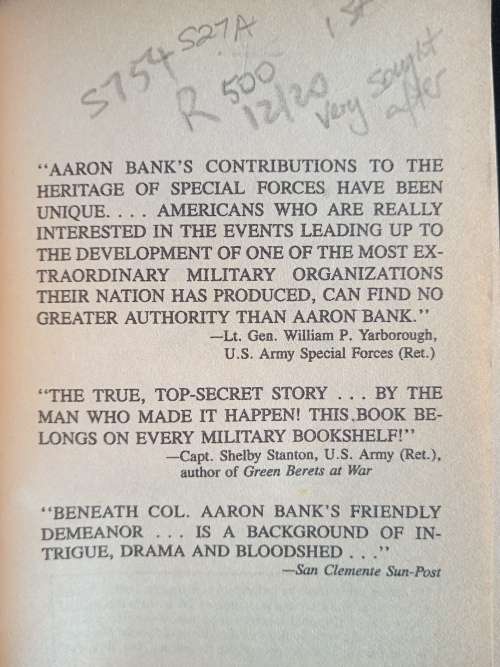 1st
S754 S27A
R 500
12/20
very sought
after
“AARON BANK’S CONTRIBUTIONS TO THE
HERITAGE OF SPECIAL FORCES HAVE BEEN
UNIQUE. . . . AMERICANS WHO ARE REALLY
INTERESTED IN THE EVENTS LEADING UP TO
THE DEVELOPMENT OF ONE OF THE MOST EX-
TRAORDINARY MILITARY ORGANIZATIONS
THEIR NATION HAS PRODUCED, CAN FIND NO
GREATER AUTHORITY THAN AARON BANK.”
—Lt. Gen. William P. Yarborough,
U.S. Army Special Forces (Ret.)
“THE TRUE, TOP-SECRET STORY . . . BY THE
MAN WHO MADE IT HAPPEN! THIS BOOK BE-
LONGS ON EVERY MILITARY BOOKSHELF!”
—Capt. Shelby Stanton, U.S. Army (Ret.),
author of Green Berets at War
“BENEATH COL. AARON BANK’S FRIENDLY
DEMEANOR . . . IS A BACKGROUND OF IN-
TRIGUE, DRAMA AND BLOODSHED . . .”
—San Clemente Sun-Post